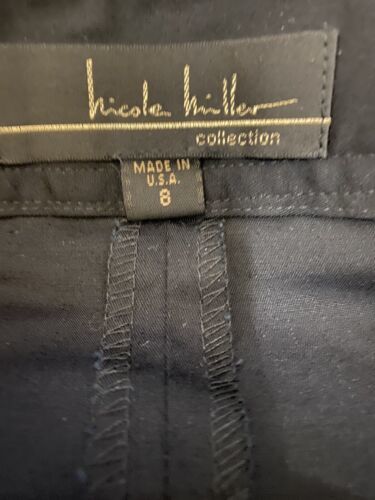 nicole miller
collection
MADE IN
U.S.A.
8